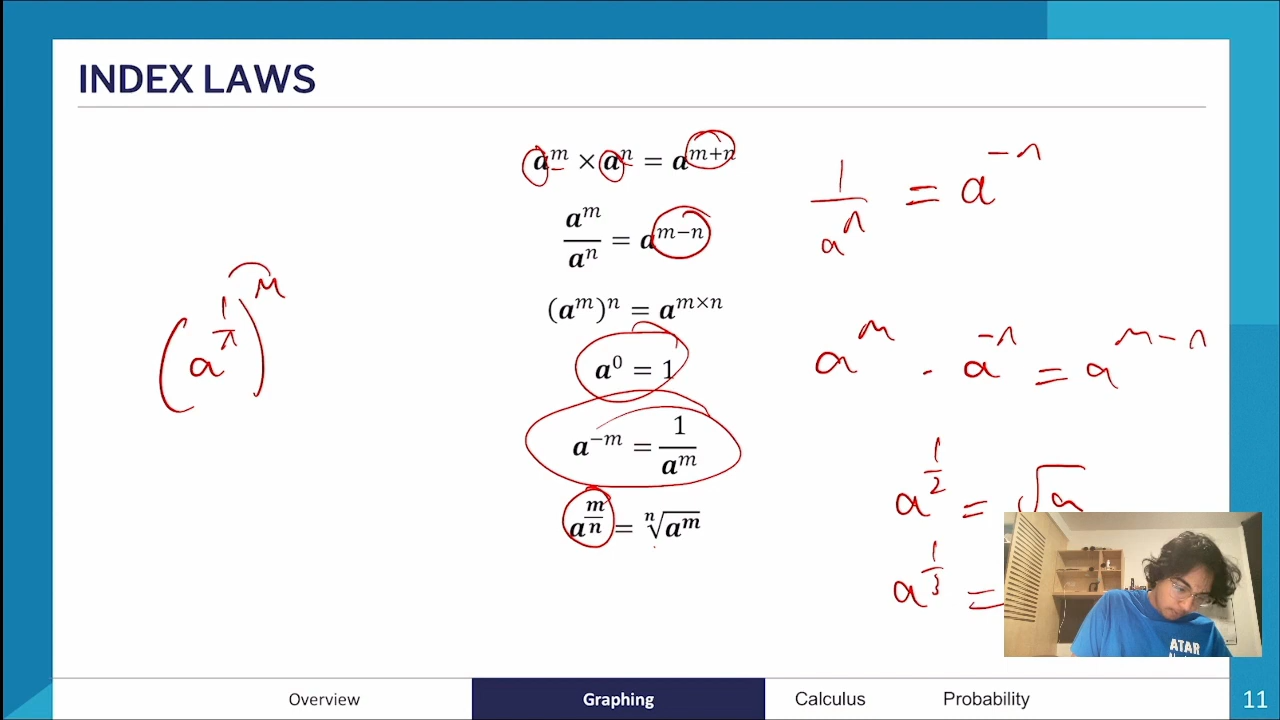 INDEX LAWS
a^m × a^n = a^(m+n)
a^m / a^n = a^(m−n)
(a^m)^n = a^(m×n)
a^0 = 1
a^(−m) = 1 / a^m
a^(m/n) = ⁿ√(a^m)
1 / a^n = a^(−n)
a^m · a^(−n) = a^(m−n)
a^(1/2) = √a
a^(1/3) =
(a^(1/n))^m
ATAR
Overview
Graphing
Calculus
Probability
11